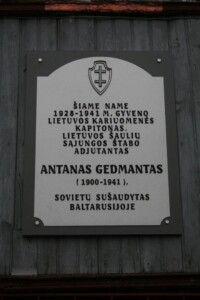 ŠIAME NAME
1928-1941 M. GYVENO
LIETUVOS KARIUOMENĖS
KAPITONAS,
LIETUVOS ŠAULIŲ
SĄJUNGOS ŠTABO
ADJUTANTAS
ANTANAS GEDMANTAS
( 1900-1941 ).
SOVIETŲ SUŠAUDYTAS
BALTARUSIJOJE